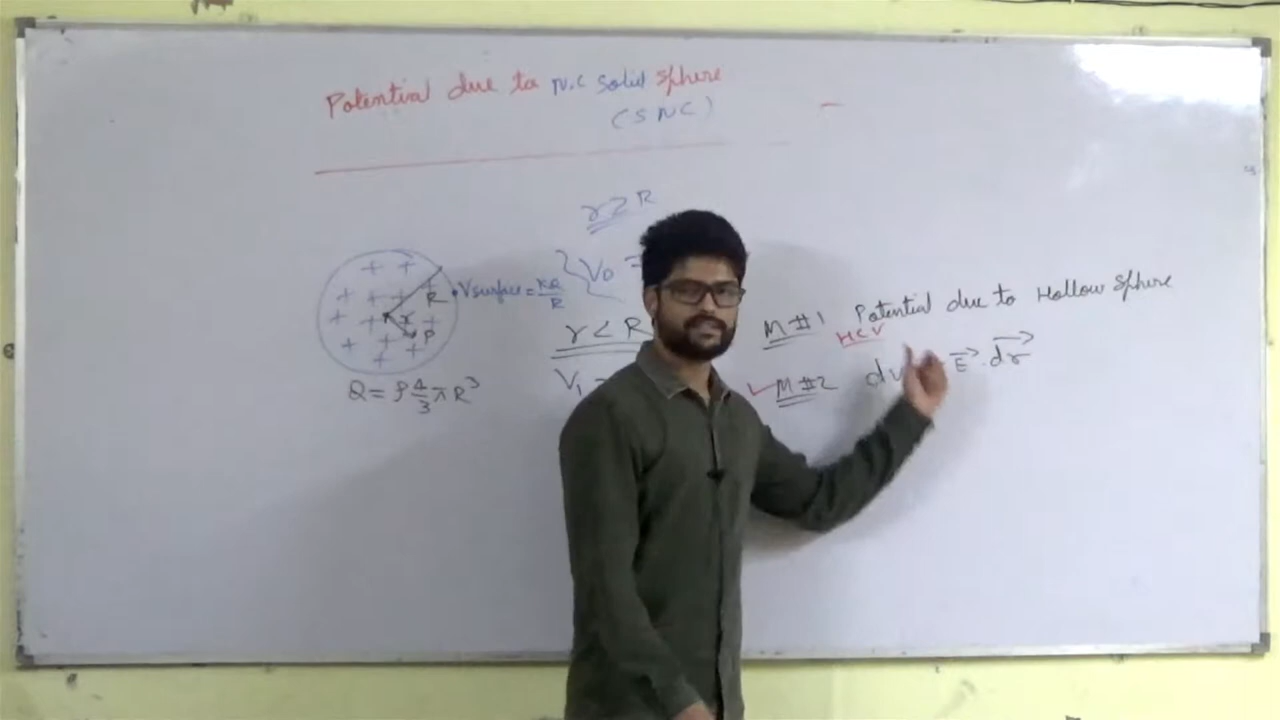 Potential due to N.C Solid Sphere
(SNC)
r ≥ R
V0 =
+ + + + + + + + + + + +
R
r
P
Vsurface = KQ/R
Q = ρ 4/3 π R³
r < R
V1 =
M#1 Potential due to Hollow Sphere
HCV
✓ M#2 dv E⃗.dr⃗